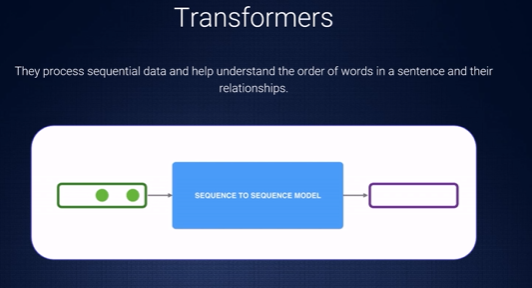 Transformers
They process sequential data and help understand the order of words in a sentence and their
relationships.
SEQUENCE TO SEQUENCE MODEL